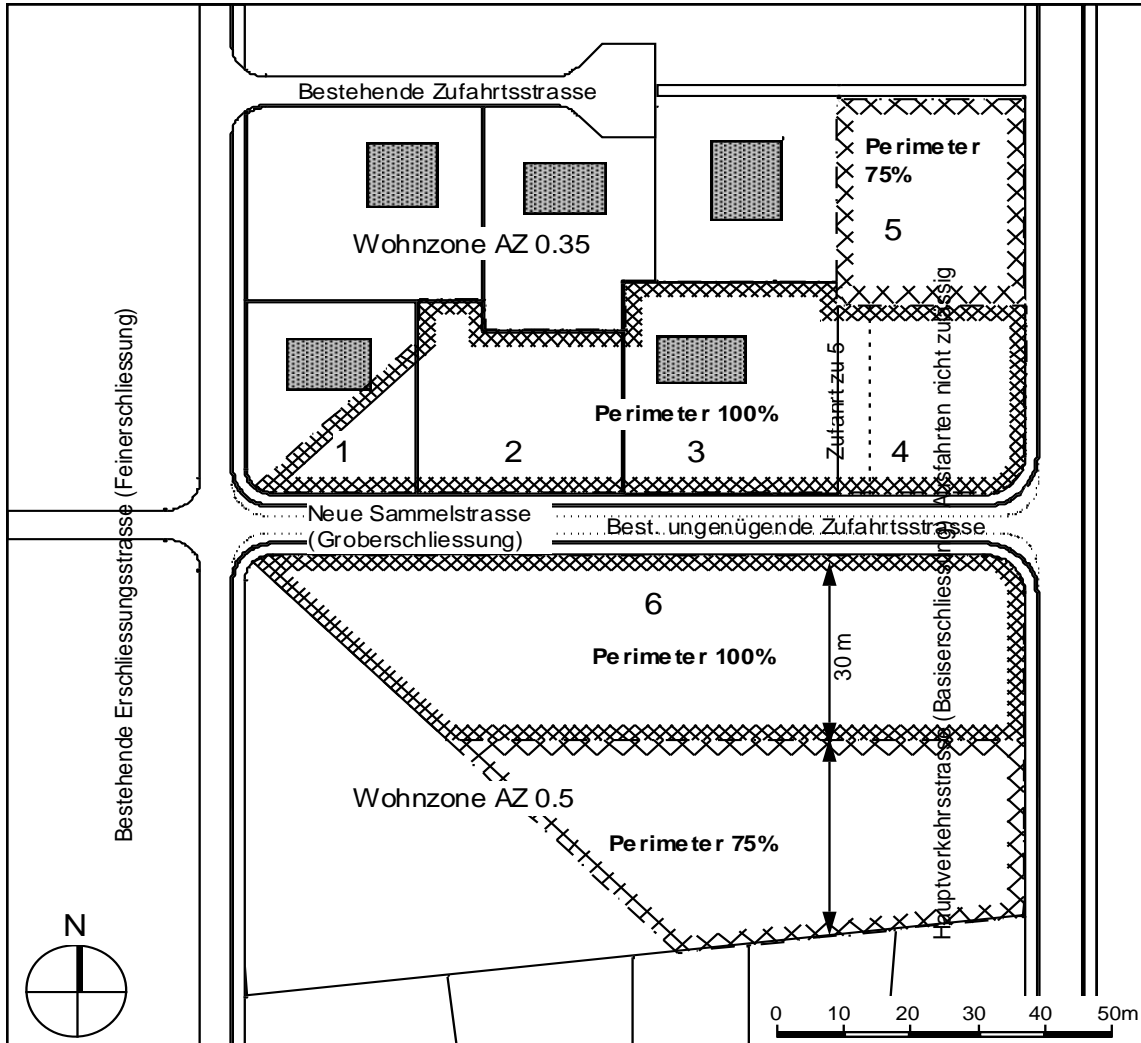 Bestehende Zufahrtsstrasse
Perimeter
75%
5
Wohnzone AZ 0.35
Bestehende Erschliessungsstrasse (Feinerschliessung)
Hauptverkehrsstrasse (Basiserschliessung) Ausfahrten nicht zulässig
Zufahrt zu 5
Perimeter 100%
1
2
3
4
Neue Sammelstrasse
(Groberschliessung)
Best. ungenügende Zufahrtsstrasse
6
Perimeter 100%
30 m
Wohnzone AZ 0.5
Perimeter 75%
N
0 10 20 30 40 50m